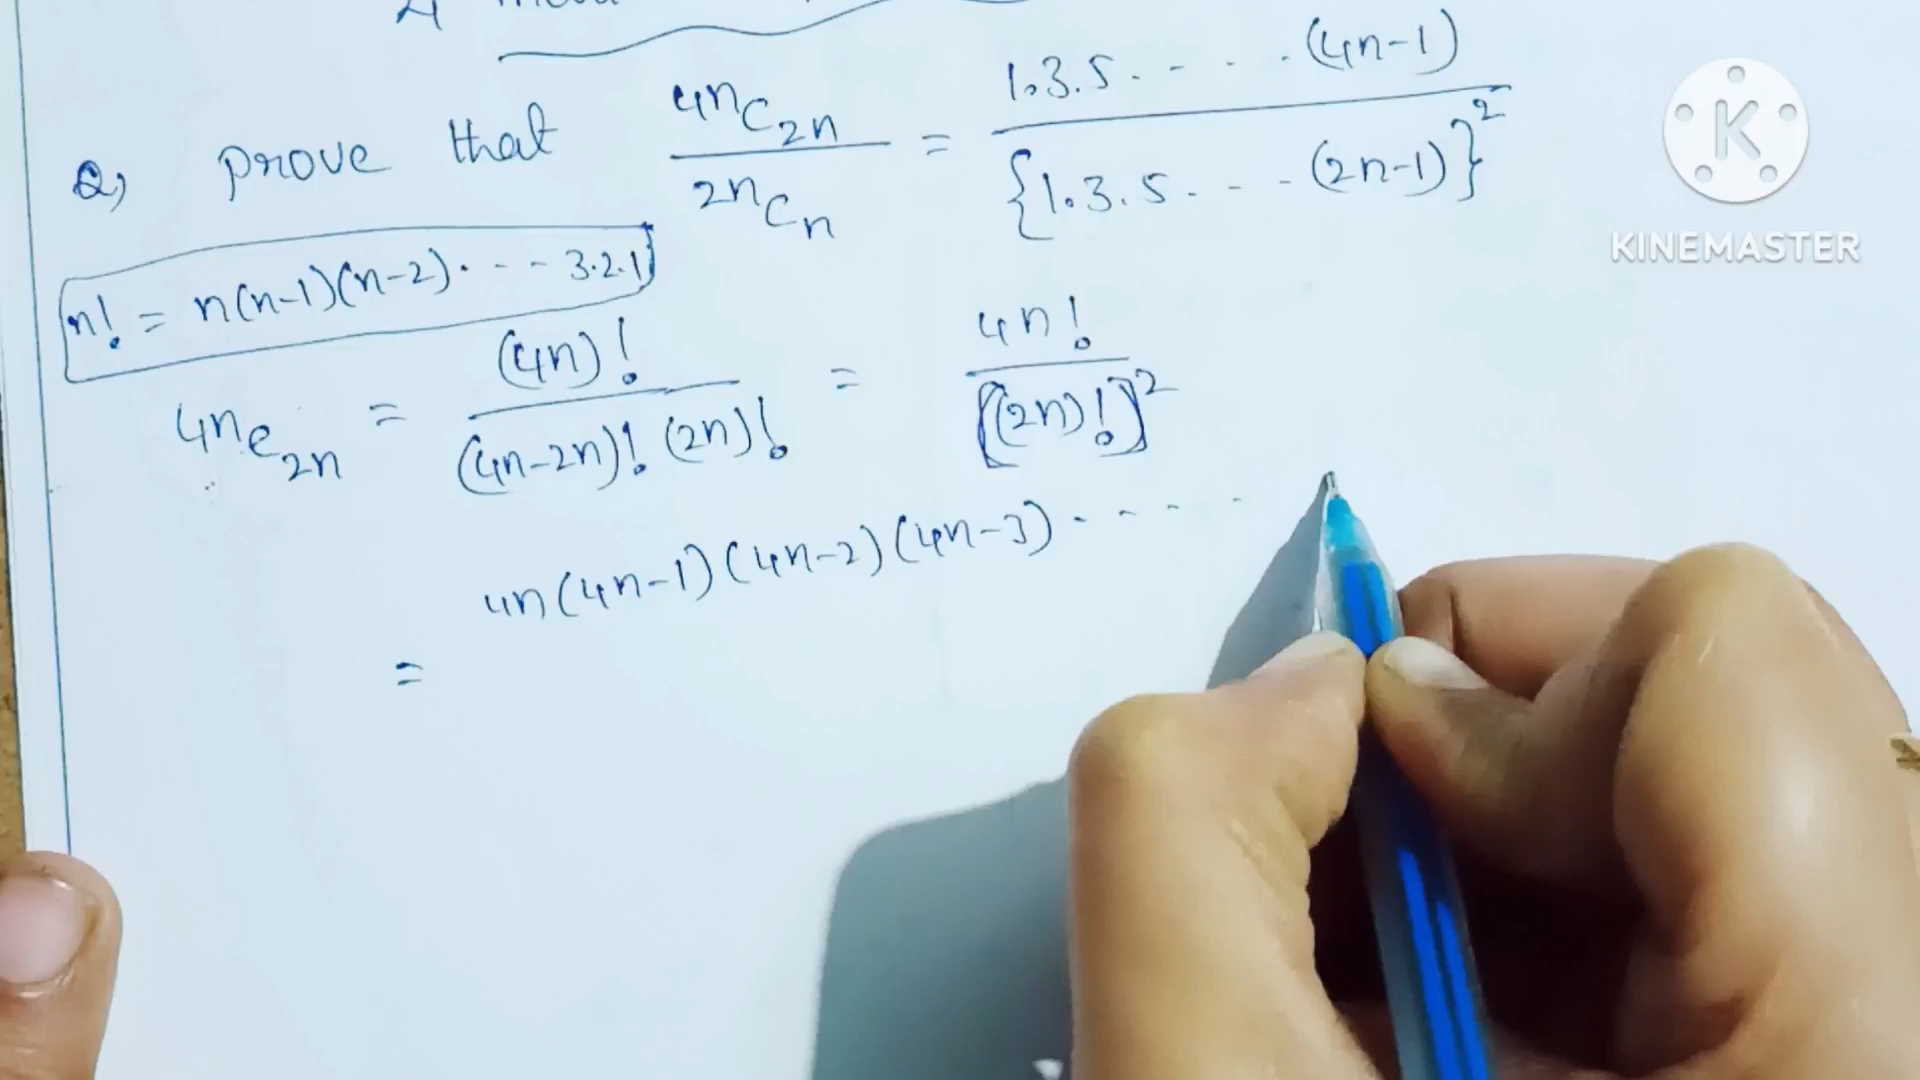 Q) prove that 4nC2n / 2nCn = 1.3.5.----(4n-1) / {1.3.5---(2n-1)}²
K
KINEMASTER
n! = n(n-1)(n-2)·---3.2.1
4nC2n = (4n)! / (4n-2n)! (2n)! = 4n! / [(2n)!]²
= 4n(4n-1)(4n-2)(4n-3)-----